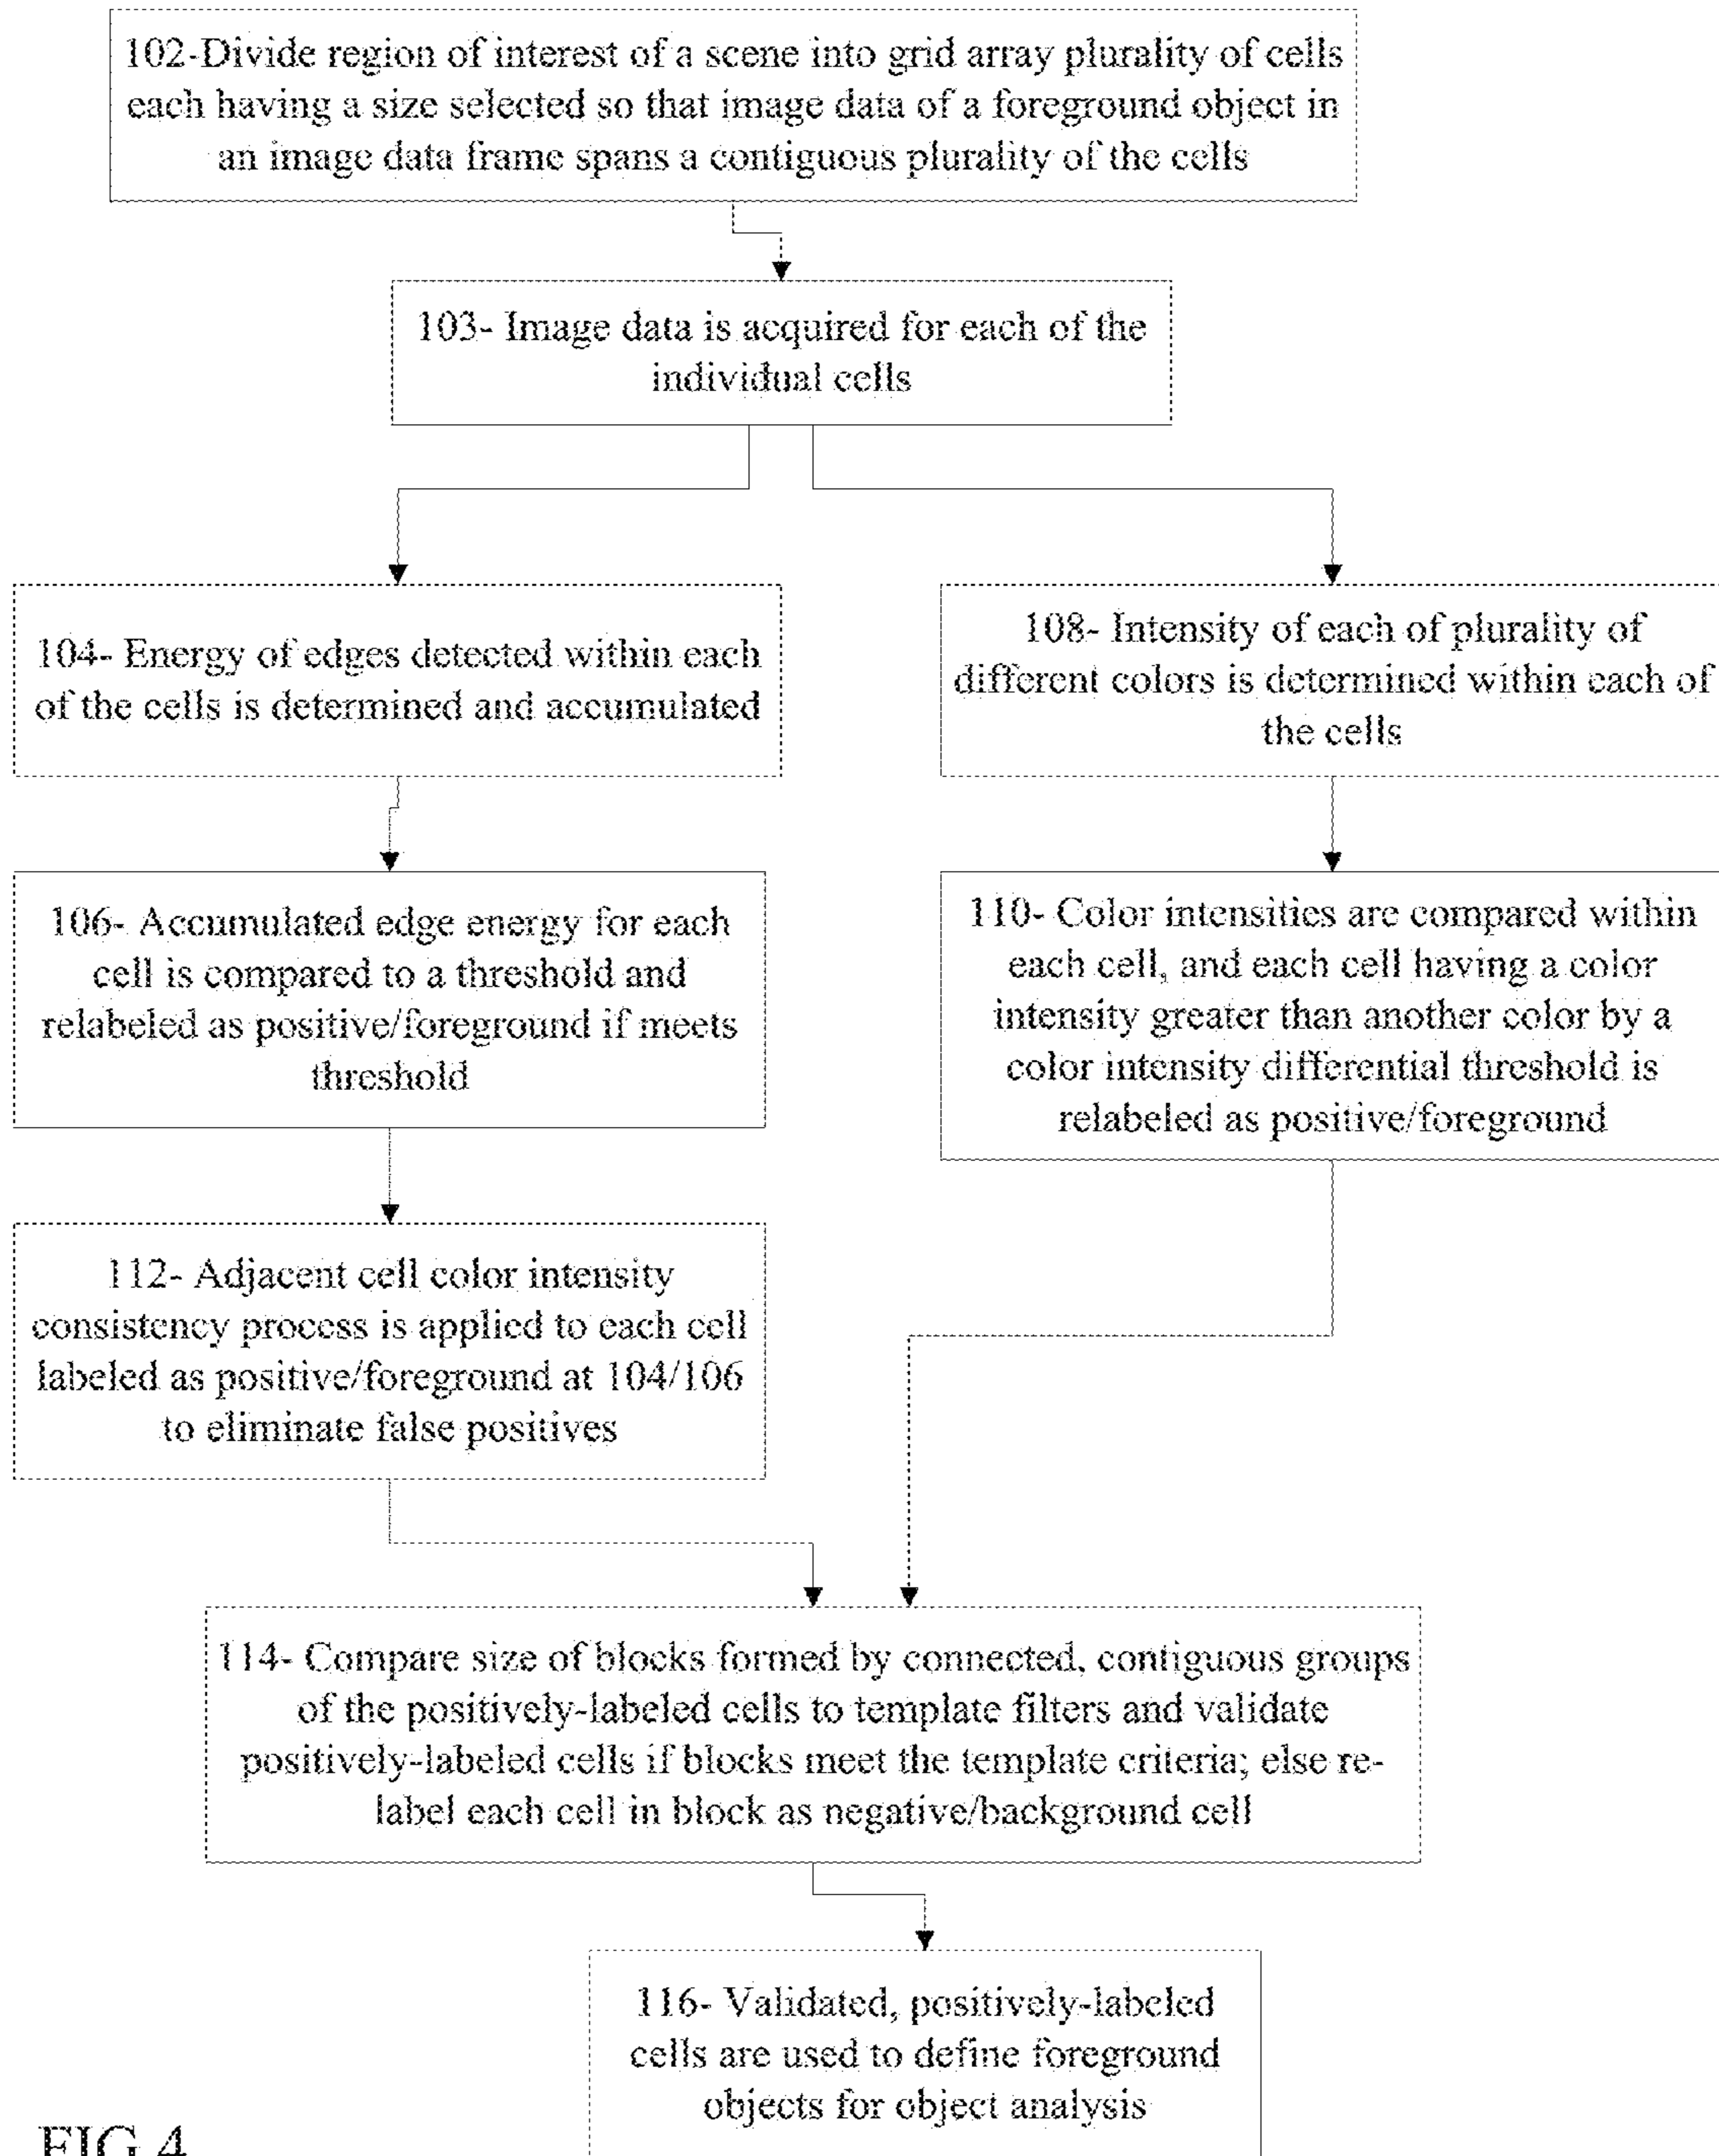 102-Divide region of interest of a scene into grid array plurality of cells
each having a size selected so that image data of a foreground object in
an image data frame spans a contiguous plurality of the cells
103- Image data is acquired for each of the
individual cells
104- Energy of edges detected within each
of the cells is determined and accumulated
108- Intensity of each of plurality of
different colors is determined within each of
the cells
106- Accumulated edge energy for each
cell is compared to a threshold and
relabeled as positive/foreground if meets
threshold
110- Color intensities are compared within
each cell, and each cell having a color
intensity greater than another color by a
color intensity differential threshold is
relabeled as positive/foreground
112- Adjacent cell color intensity
consistency process is applied to each cell
labeled as positive/foreground at 104/106
to eliminate false positives
114- Compare size of blocks formed by connected, contiguous groups
of the positively-labeled cells to template filters and validate
positively-labeled cells if blocks meet the template criteria; else re-
label each cell in block as negative/background cell
116- Validated, positively-labeled
cells are used to define foreground
objects for object analysis
FIG 4